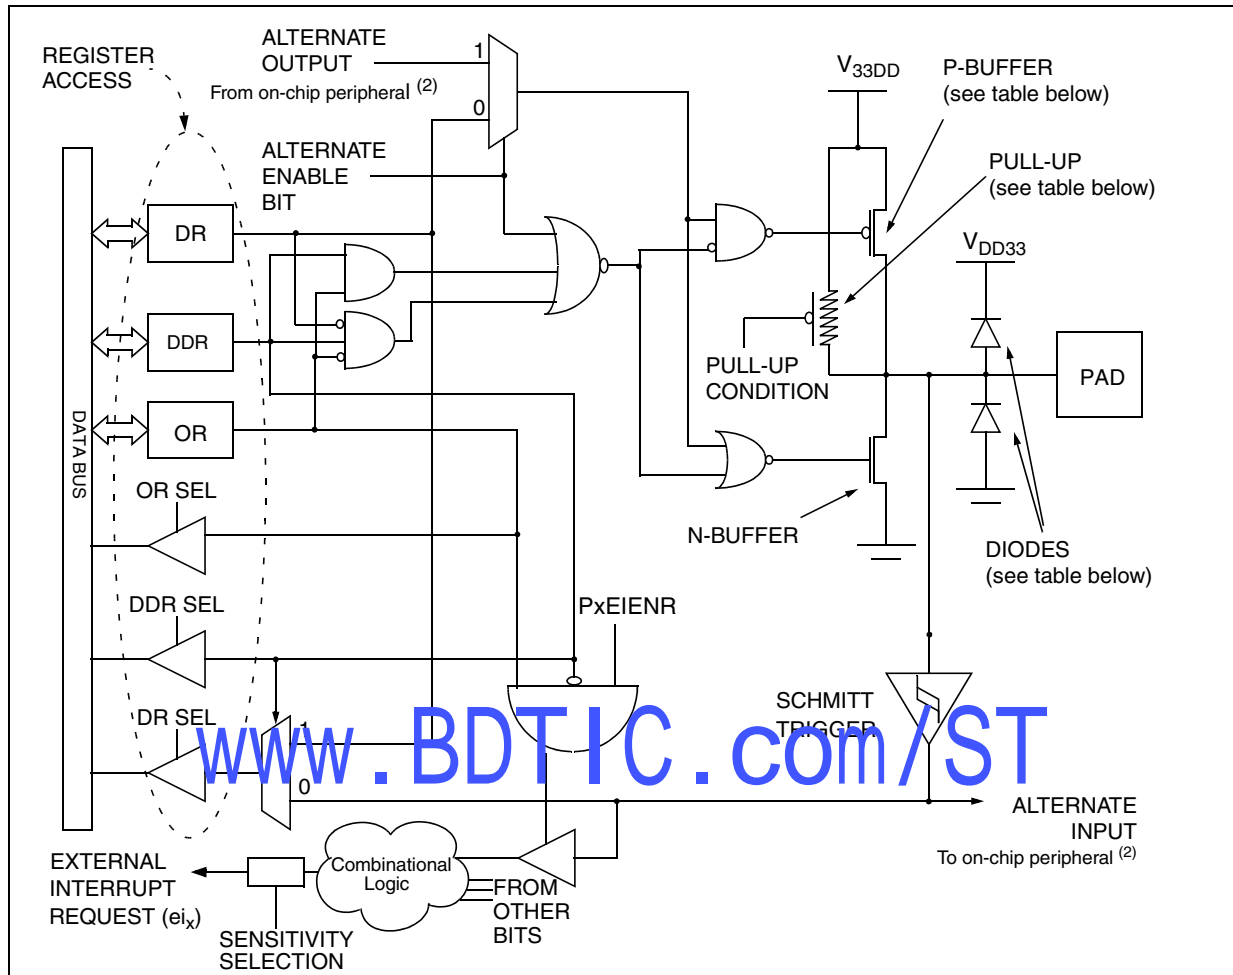 REGISTER
ACCESS
ALTERNATE
OUTPUT
From on-chip peripheral (2)
1
0
ALTERNATE
ENABLE
BIT
V33DD
P-BUFFER
(see table below)
PULL-UP
(see table below)
VDD33
DR
DDR
OR
DATA BUS
PULL-UP
CONDITION
PAD
OR SEL
N-BUFFER
DIODES
(see table below)
DDR SEL
PxEIENR
DR SEL
1
0
SCHMITT
TRIGGER
www.BDTIC.com/ST
ALTERNATE
INPUT
To on-chip peripheral (2)
EXTERNAL
INTERRUPT
REQUEST (eix)
Combinational
Logic
FROM
OTHER
BITS
SENSITIVITY
SELECTION